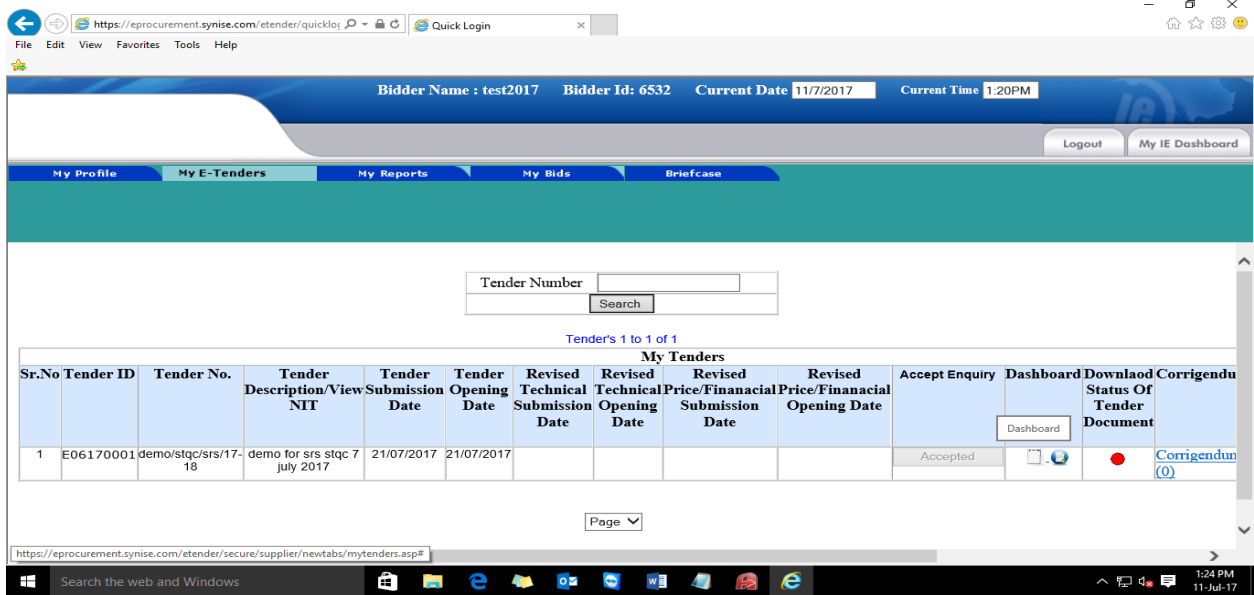 https://eprocurement.synise.com/etender/quicklog
Quick Login
File Edit View Favorites Tools Help
Bidder Name : test2017 Bidder Id: 6532 Current Date 11/7/2017 Current Time 1:20PM
Logout My IE Dashboard
My Profile My E-Tenders My Reports My Bids Briefcase
Tender Number
Search
Tender's 1 to 1 of 1
My Tenders
Sr.No Tender ID Tender No. Tender Tender Tender Revised Revised Revised Revised Accept Enquiry Dashboard Downlaod Corrigendu
Description/View Submission Opening Technical Technical Price/Finanacial Price/Finanacial Status Of
NIT Date Date Submission Opening Submission Opening Date Tender
Date Date Date Document
Dashboard
1 E06170001 demo/stqc/srs/17- demo for srs stqc 7 21/07/2017 21/07/2017 Accepted Corrigendum
18 july 2017 (0)
Page
https://eprocurement.synise.com/etender/secure/supplier/newtabs/mytenders.asp#
Search the web and Windows
1:24 PM
11-Jul-17